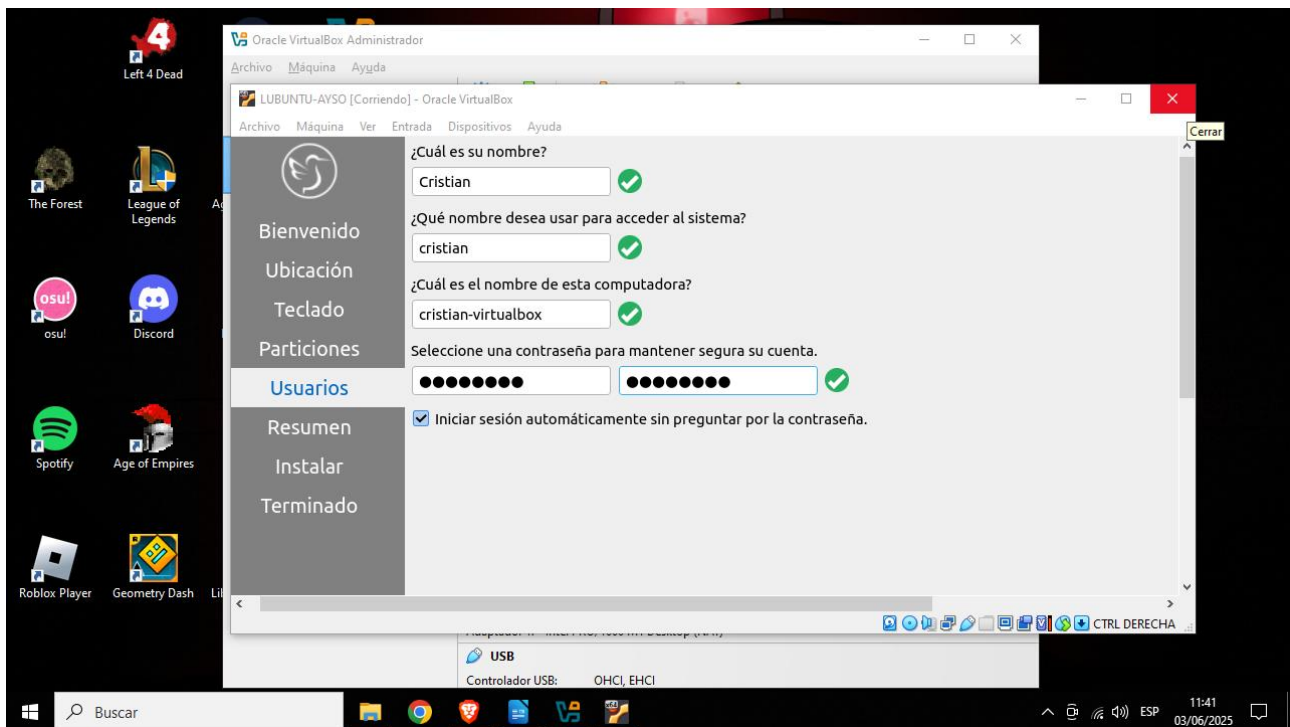 4
Left 4 Dead
The Forest
League of
Legends
osu!
osu!
Discord
Spotify
Age of Empires
Roblox Player
Geometry Dash
Oracle VirtualBox Administrador
Archivo Máquina Ayuda
LUBUNTU-AYSO [Corriendo] - Oracle VirtualBox
Archivo Máquina Ver Entrada Dispositivos Ayuda
Cerrar
Bienvenido
Ubicación
Teclado
Particiones
Usuarios
Resumen
Instalar
Terminado
¿Cuál es su nombre?
Cristian
¿Qué nombre desea usar para acceder al sistema?
cristian
¿Cuál es el nombre de esta computadora?
cristian-virtualbox
Seleccione una contraseña para mantener segura su cuenta.
●●●●●●●● ●●●●●●●●
Iniciar sesión automáticamente sin preguntar por la contraseña.
CTRL DERECHA
USB
Controlador USB: OHCI, EHCI
Buscar
ESP
11:41
03/06/2025